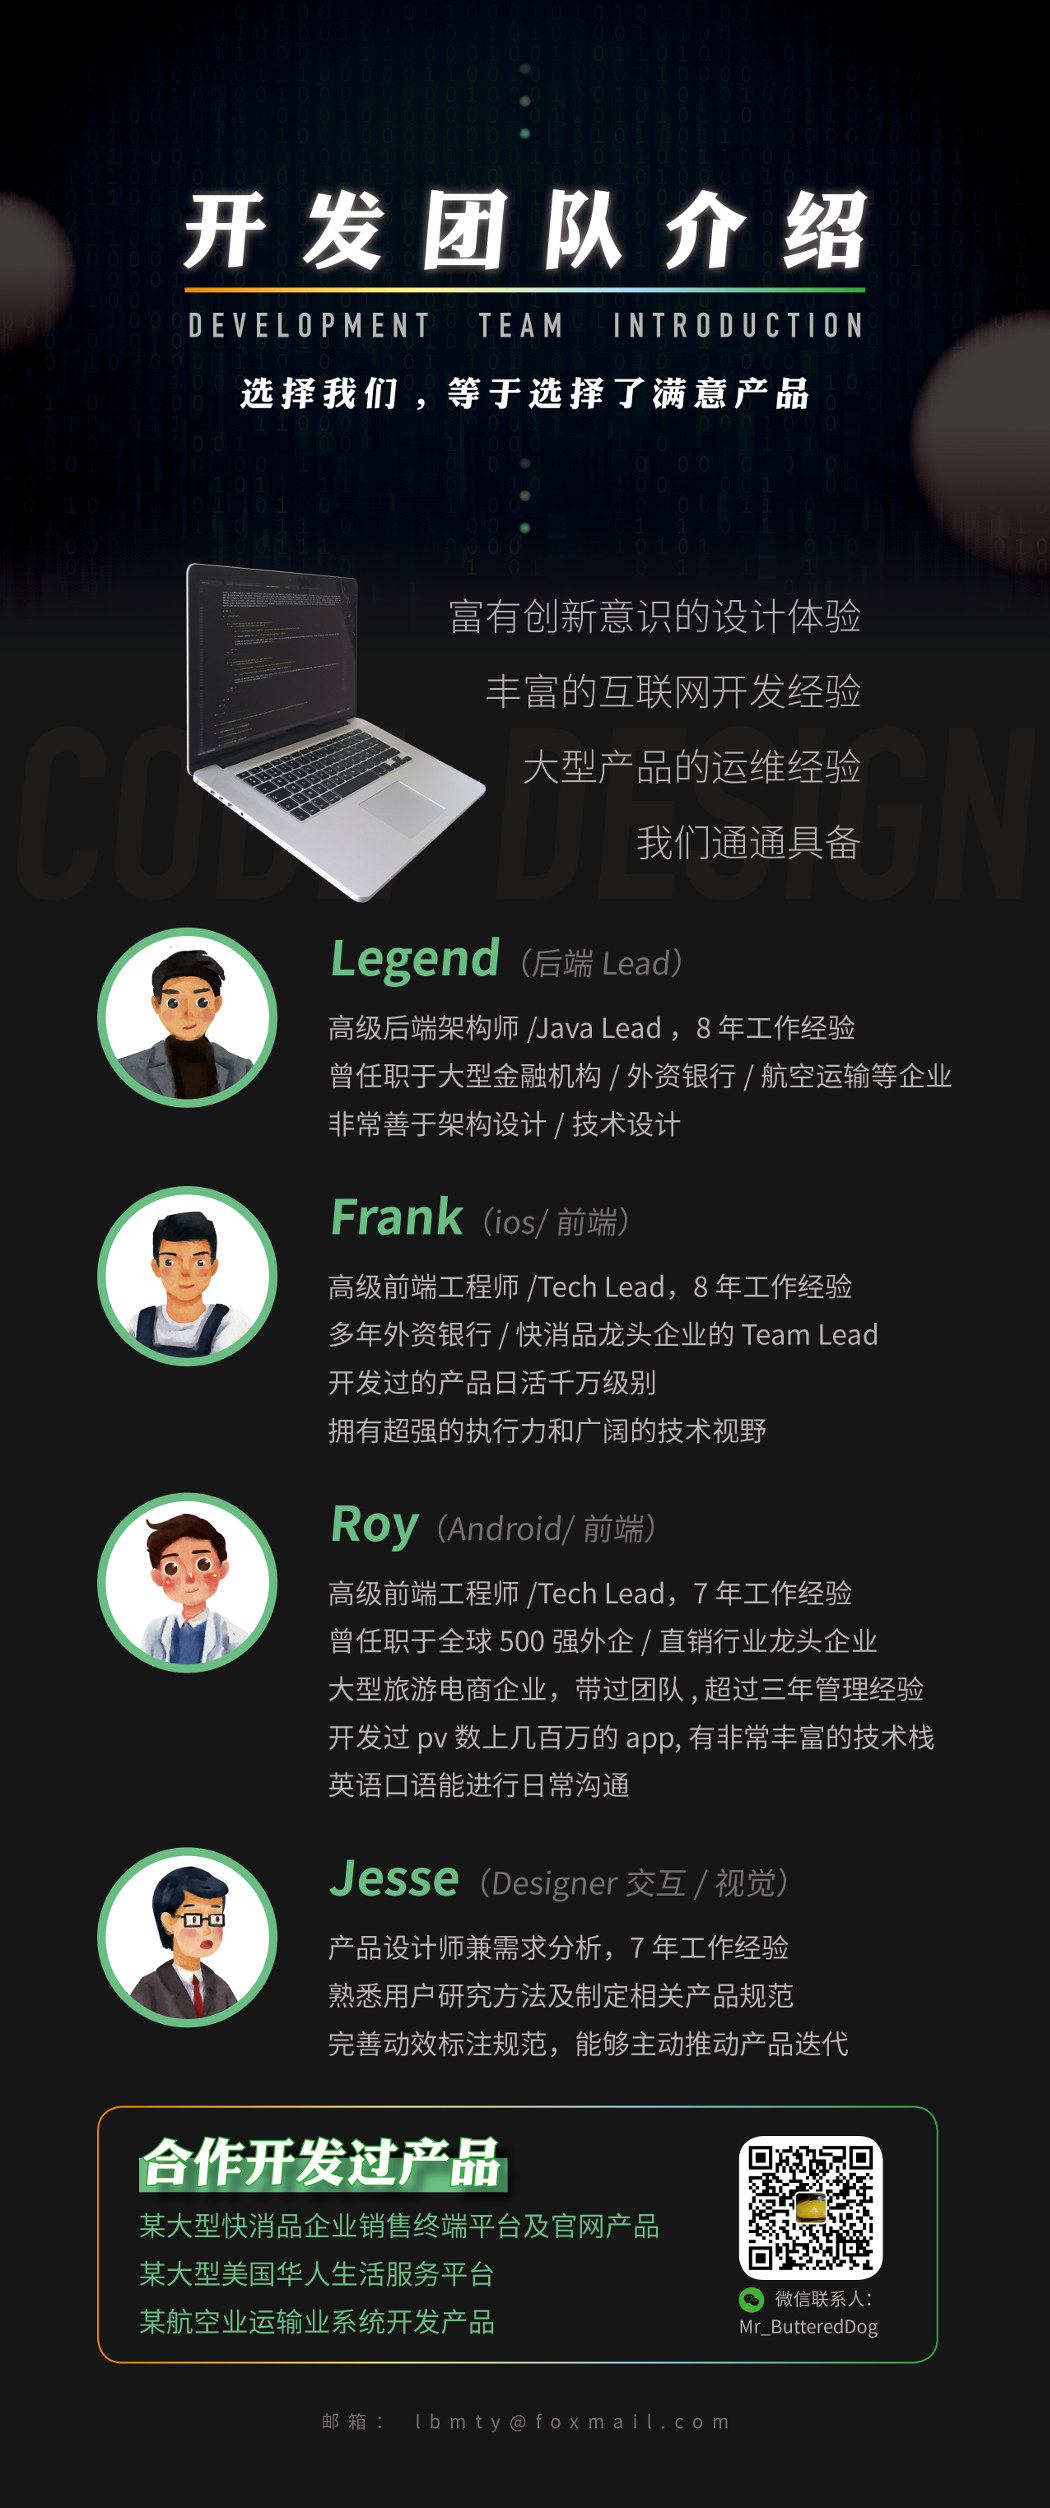 开发团队介绍
DEVELOPMENT TEAM INTRODUCTION
选择我们，等于选择了满意产品
富有创新意识的设计体验
丰富的互联网开发经验
大型产品的运维经验
我们通通具备
CODE DESIGN
Legend（后端 Lead）
高级后端架构师 /Java Lead，8 年工作经验
曾任职于大型金融机构 / 外资银行 / 航空运输等企业
非常善于架构设计 / 技术设计
Frank（ios/ 前端）
高级前端工程师 /Tech Lead，8 年工作经验
多年外资银行 / 快消品龙头企业的 Team Lead
开发过的产品日活千万级别
拥有超强的执行力和广阔的技术视野
Roy（Android/ 前端）
高级前端工程师 /Tech Lead，7 年工作经验
曾任职于全球 500 强外企 / 直销行业龙头企业
大型旅游电商企业，带过团队 , 超过三年管理经验
开发过 pv 数上几百万的 app, 有非常丰富的技术栈
英语口语能进行日常沟通
Jesse（Designer 交互 / 视觉）
产品设计师兼需求分析，7 年工作经验
熟悉用户研究方法及制定相关产品规范
完善动效标注规范，能够主动推动产品迭代
合作开发过产品
某大型快消品企业销售终端平台及官网产品
某大型美国华人生活服务平台
某航空业运输业系统开发产品
微信联系人：
Mr_ButteredDog
邮箱： lbmty@foxmail.com